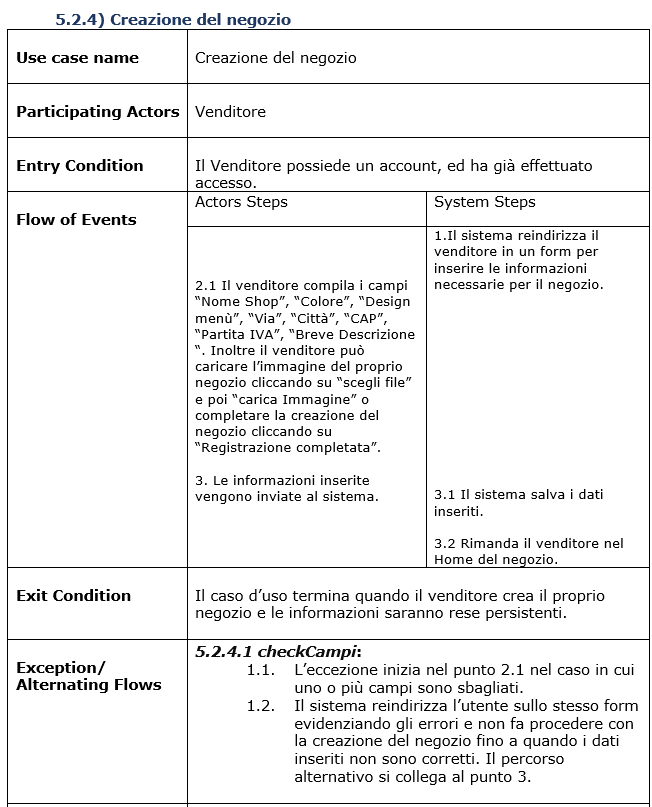 5.2.4) Creazione del negozio
Use case name
Creazione del negozio
Participating Actors
Venditore
Entry Condition
Il Venditore possiede un account, ed ha già effettuato
accesso.
Flow of Events
Actors Steps
System Steps
1.Il sistema reindirizza il
venditore in un form per
inserire le informazioni
necessarie per il negozio.
2.1 Il venditore compila i campi
“Nome Shop”, “Colore”, “Design
menù”, “Via”, “Città”, “CAP”,
“Partita IVA”, “Breve Descrizione
“. Inoltre il venditore può
caricare l’immagine del proprio
negozio cliccando su “scegli file”
e poi “carica Immagine” o
completare la creazione del
negozio cliccando su
“Registrazione completata”.
3. Le informazioni inserite
vengono inviate al sistema.
3.1 Il sistema salva i dati
inseriti.
3.2 Rimanda il venditore nel
Home del negozio.
Exit Condition
Il caso d’uso termina quando il venditore crea il proprio
negozio e le informazioni saranno rese persistenti.
Exception/
Alternating Flows
5.2.4.1 checkCampi:
1.1. L’eccezione inizia nel punto 2.1 nel caso in cui
uno o più campi sono sbagliati.
1.2. Il sistema reindirizza l’utente sullo stesso form
evidenziando gli errori e non fa procedere con
la creazione del negozio fino a quando i dati
inseriti non sono corretti. Il percorso
alternativo si collega al punto 3.